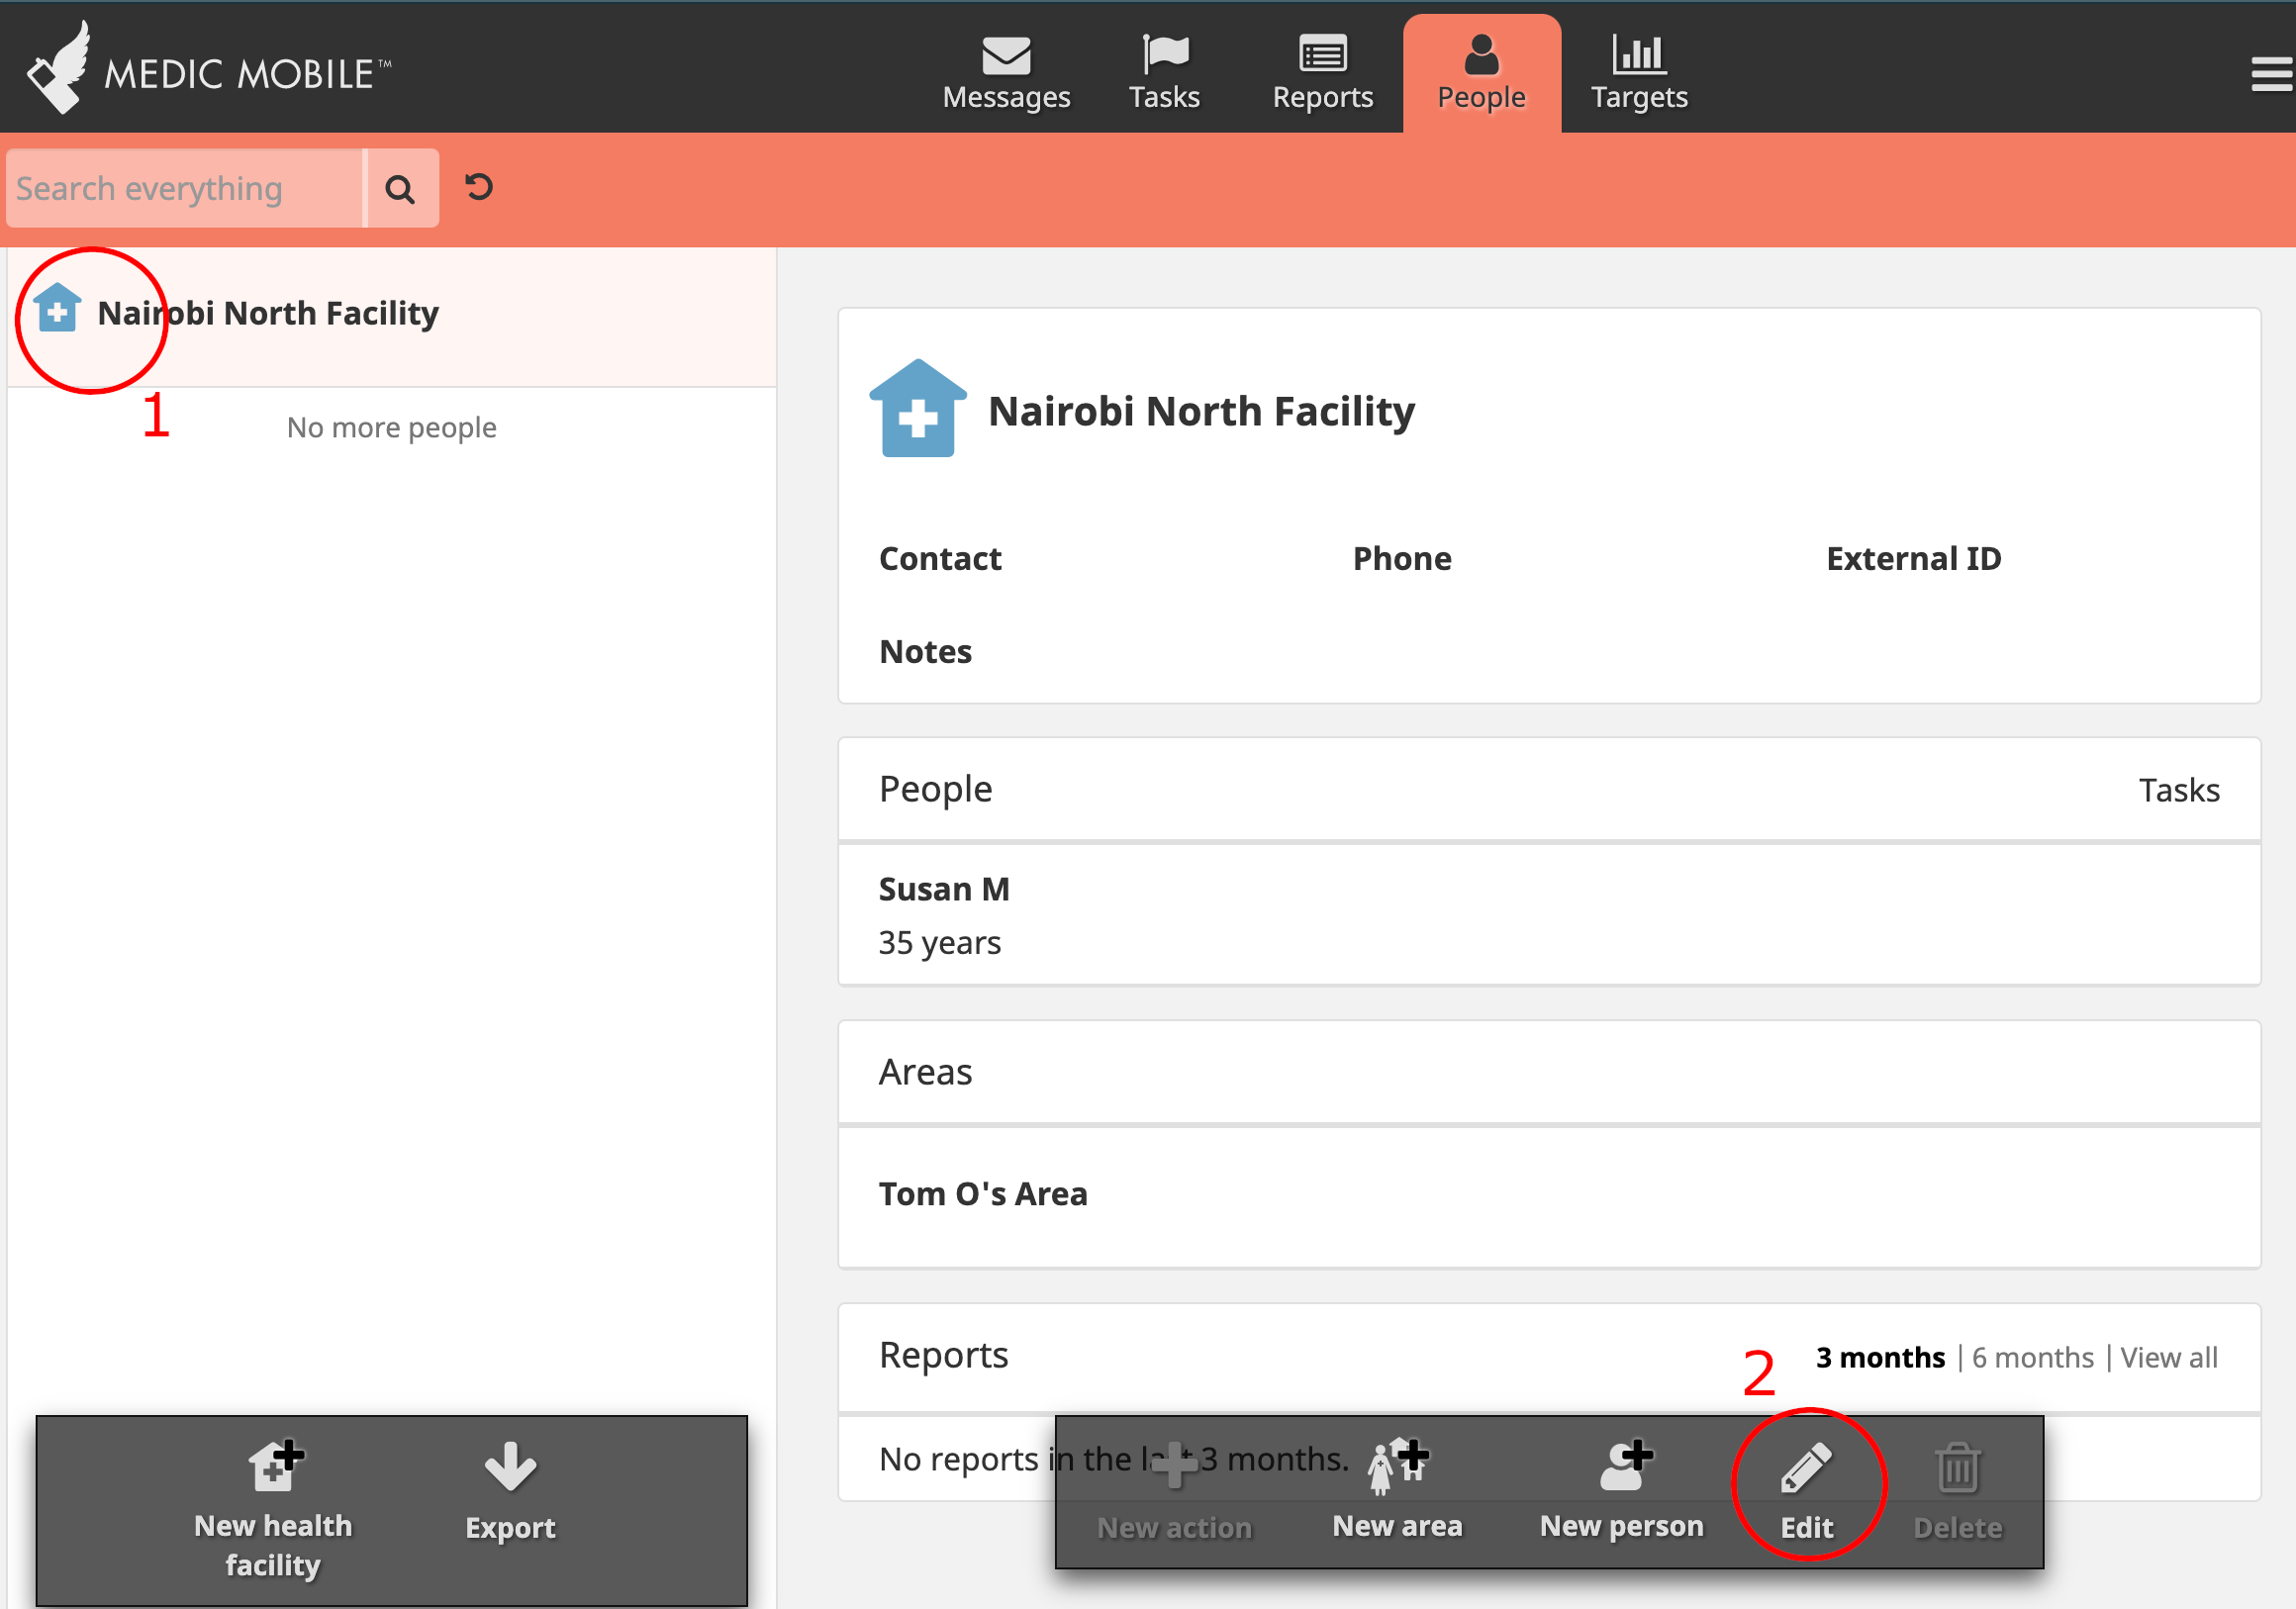 MEDIC MOBILE™
Messages
Tasks
Reports
People
Targets
Search everything
Nairobi North Facility
1
No more people
Nairobi North Facility
Contact Phone External ID
Notes
People Tasks
Susan M
35 years
Areas
Tom O's Area
Reports 3 months | 6 months | View all
2
No reports in the last 3 months.
New health
facility
Export
New action
New area
New person
Edit
Delete